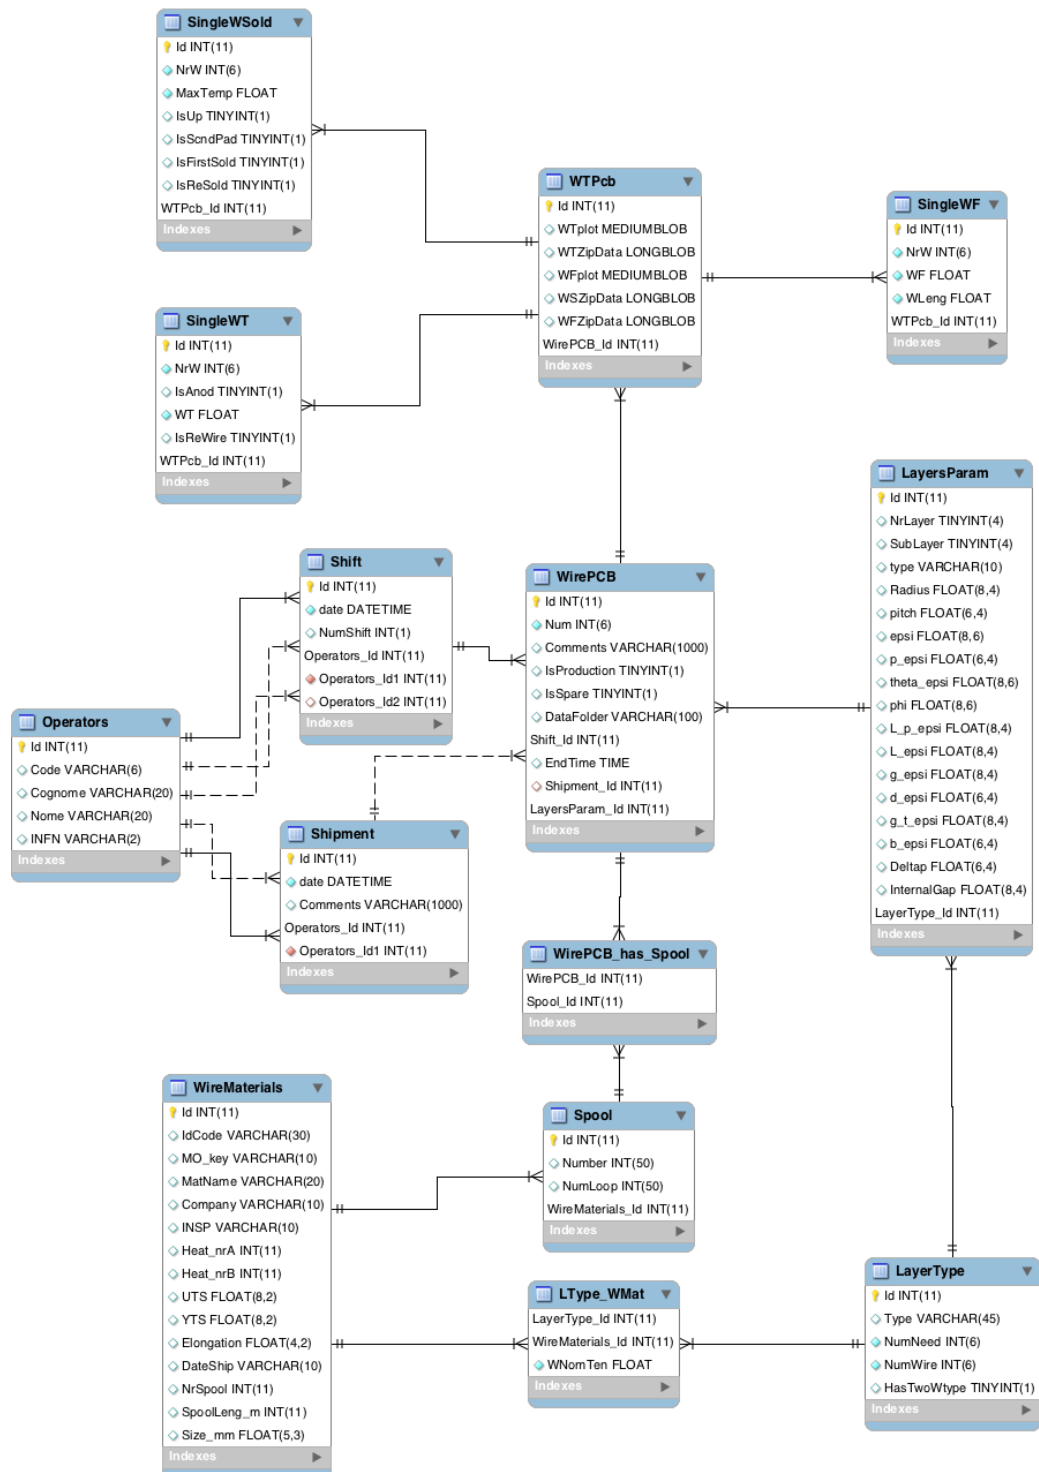 SingleWSold
Id INT(11)
NrW INT(6)
MaxTemp FLOAT
IsUp TINYINT(1)
IsScndPad TINYINT(1)
IsFirstSold TINYINT(1)
IsReSold TINYINT(1)
WTPcb_Id INT(11)
Indexes
WTPcb
Id INT(11)
WTplot MEDIUMBLOB
WTZipData LONGBLOB
WFplot MEDIUMBLOB
WSZipData LONGBLOB
WFZipData LONGBLOB
WirePCB_Id INT(11)
Indexes
SingleWF
Id INT(11)
NrW INT(6)
WF FLOAT
WLeng FLOAT
WTPcb_Id INT(11)
Indexes
SingleWT
Id INT(11)
NrW INT(6)
IsAnod TINYINT(1)
WT FLOAT
IsReWire TINYINT(1)
WTPcb_Id INT(11)
Indexes
LayersParam
Id INT(11)
NrLayer TINYINT(4)
SubLayer TINYINT(4)
type VARCHAR(10)
Radius FLOAT(8,4)
pitch FLOAT(6,4)
epsi FLOAT(8,6)
p_epsi FLOAT(6,4)
theta_epsi FLOAT(8,6)
phi FLOAT(8,6)
L_p_epsi FLOAT(8,4)
L_epsi FLOAT(8,4)
g_epsi FLOAT(8,4)
d_epsi FLOAT(6,4)
g_t_epsi FLOAT(8,4)
b_epsi FLOAT(6,4)
Deltap FLOAT(6,4)
InternalGap FLOAT(8,4)
LayerType_Id INT(11)
Indexes
Shift
Id INT(11)
date DATETIME
NumShift INT(1)
Operators_Id INT(11)
Operators_Id1 INT(11)
Operators_Id2 INT(11)
Indexes
WirePCB
Id INT(11)
Num INT(6)
Comments VARCHAR(1000)
IsProduction TINYINT(1)
IsSpare TINYINT(1)
DataFolder VARCHAR(100)
Shift_Id INT(11)
EndTime TIME
Shipment_Id INT(11)
LayersParam_Id INT(11)
Indexes
Operators
Id INT(11)
Code VARCHAR(6)
Cognome VARCHAR(20)
Nome VARCHAR(20)
INFN VARCHAR(2)
Indexes
Shipment
Id INT(11)
date DATETIME
Comments VARCHAR(1000)
Operators_Id INT(11)
Operators_Id1 INT(11)
Indexes
WirePCB_has_Spool
WirePCB_Id INT(11)
Spool_Id INT(11)
Indexes
WireMaterials
Id INT(11)
IdCode VARCHAR(30)
MO_key VARCHAR(10)
MatName VARCHAR(20)
Company VARCHAR(10)
INSP VARCHAR(10)
Heat_nrA INT(11)
Heat_nrB INT(11)
UTS FLOAT(8,2)
YTS FLOAT(8,2)
Elongation FLOAT(4,2)
DateShip VARCHAR(10)
NrSpool INT(11)
SpoolLeng_m INT(11)
Size_mm FLOAT(5,3)
Indexes
Spool
Id INT(11)
Number INT(50)
NumLoop INT(50)
WireMaterials_Id INT(11)
Indexes
LType_WMat
LayerType_Id INT(11)
WireMaterials_Id INT(11)
WNomTen FLOAT
Indexes
LayerType
Id INT(11)
Type VARCHAR(45)
NumNeed INT(6)
NumWire INT(6)
HasTwoWtype TINYINT(1)
Indexes